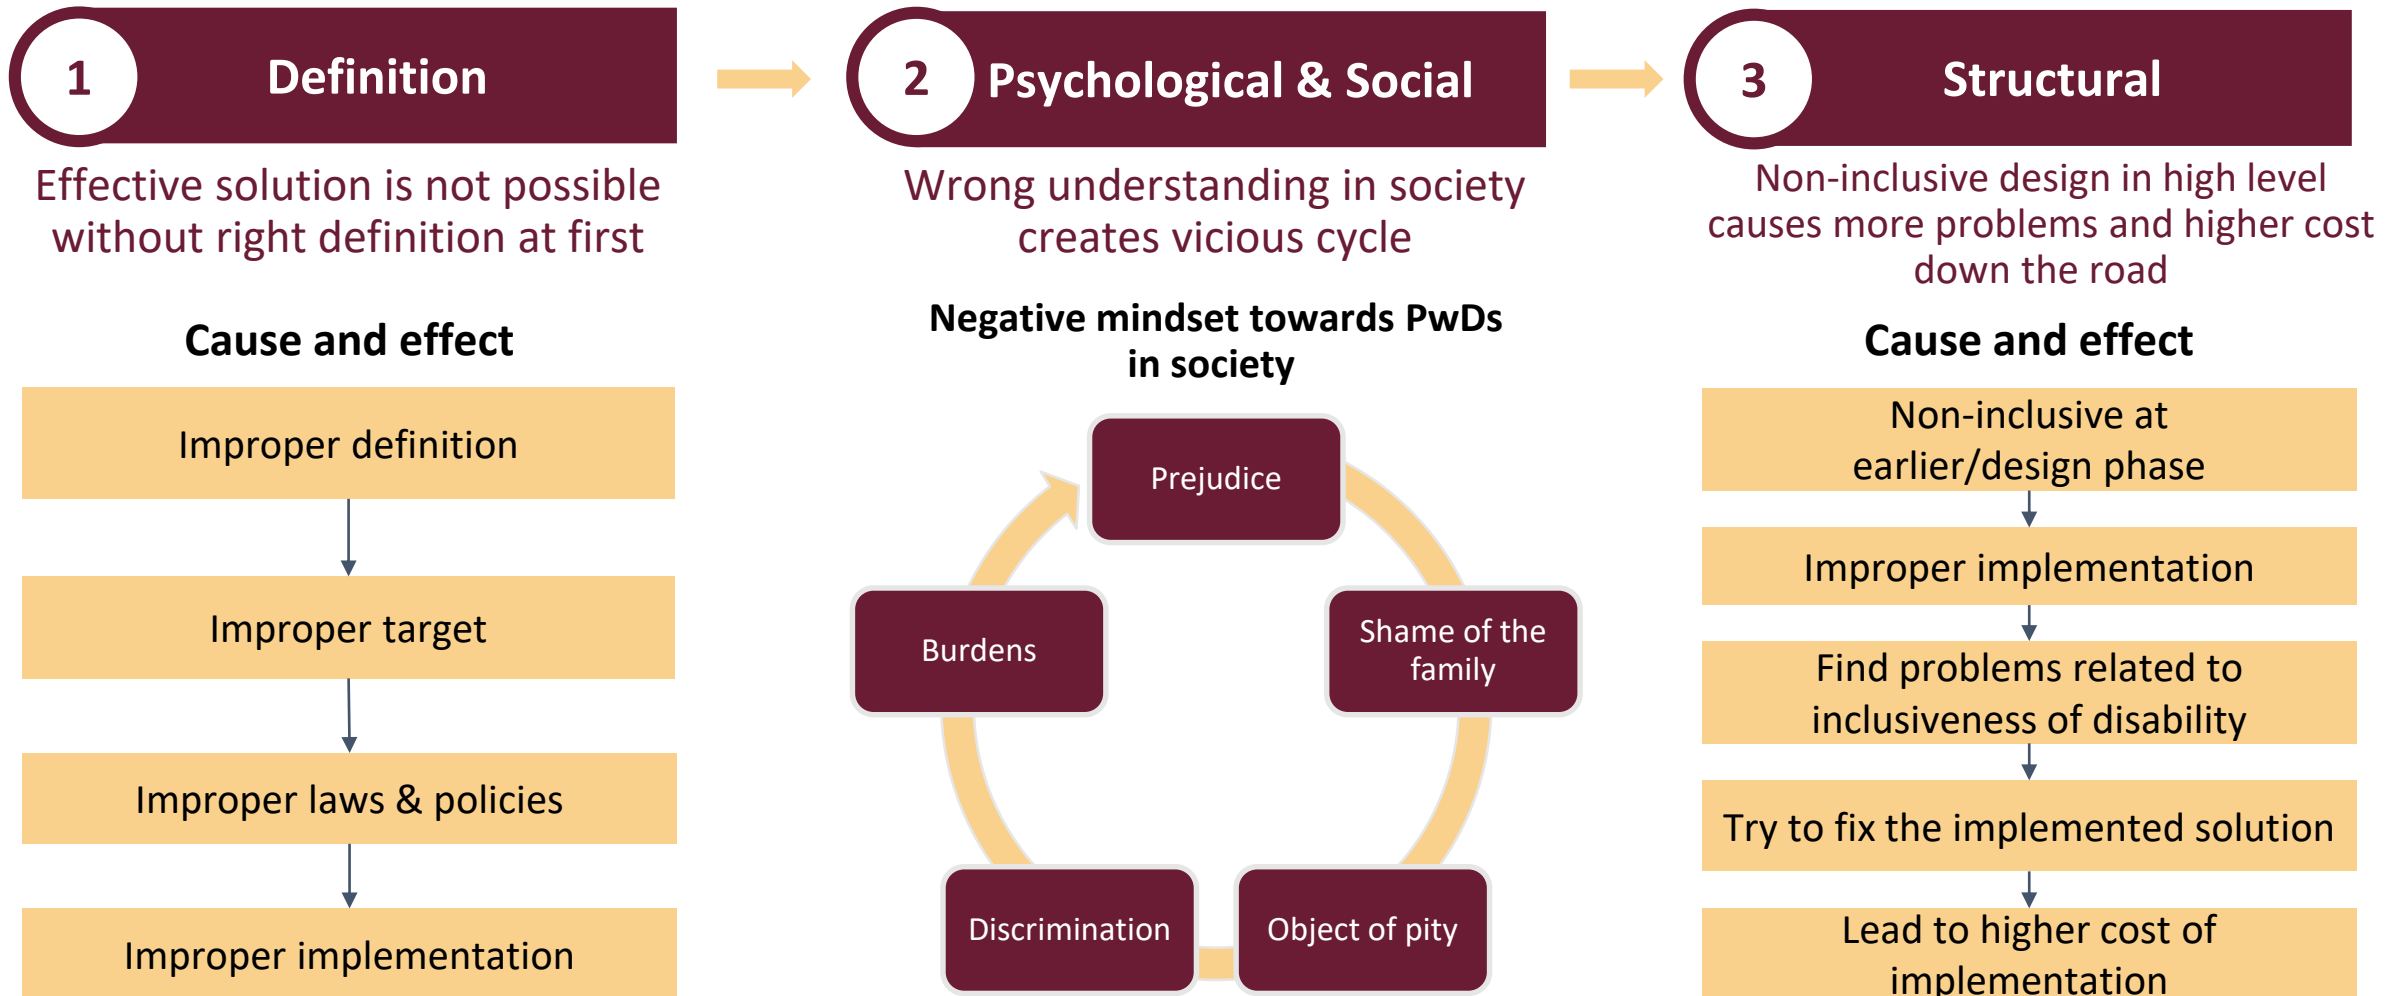 1
Definition
Effective solution is not possible
without right definition at first
Cause and effect
Improper definition
Improper target
Improper laws & policies
Improper implementation
2
Psychological & Social
Wrong understanding in society
creates vicious cycle
Negative mindset towards PwDs
in society
Prejudice
Shame of the
family
Object of pity
Discrimination
Burdens
3
Structural
Non-inclusive design in high level
causes more problems and higher cost
down the road
Cause and effect
Non-inclusive at
earlier/design phase
Improper implementation
Find problems related to
inclusiveness of disability
Try to fix the implemented solution
Lead to higher cost of
implementation